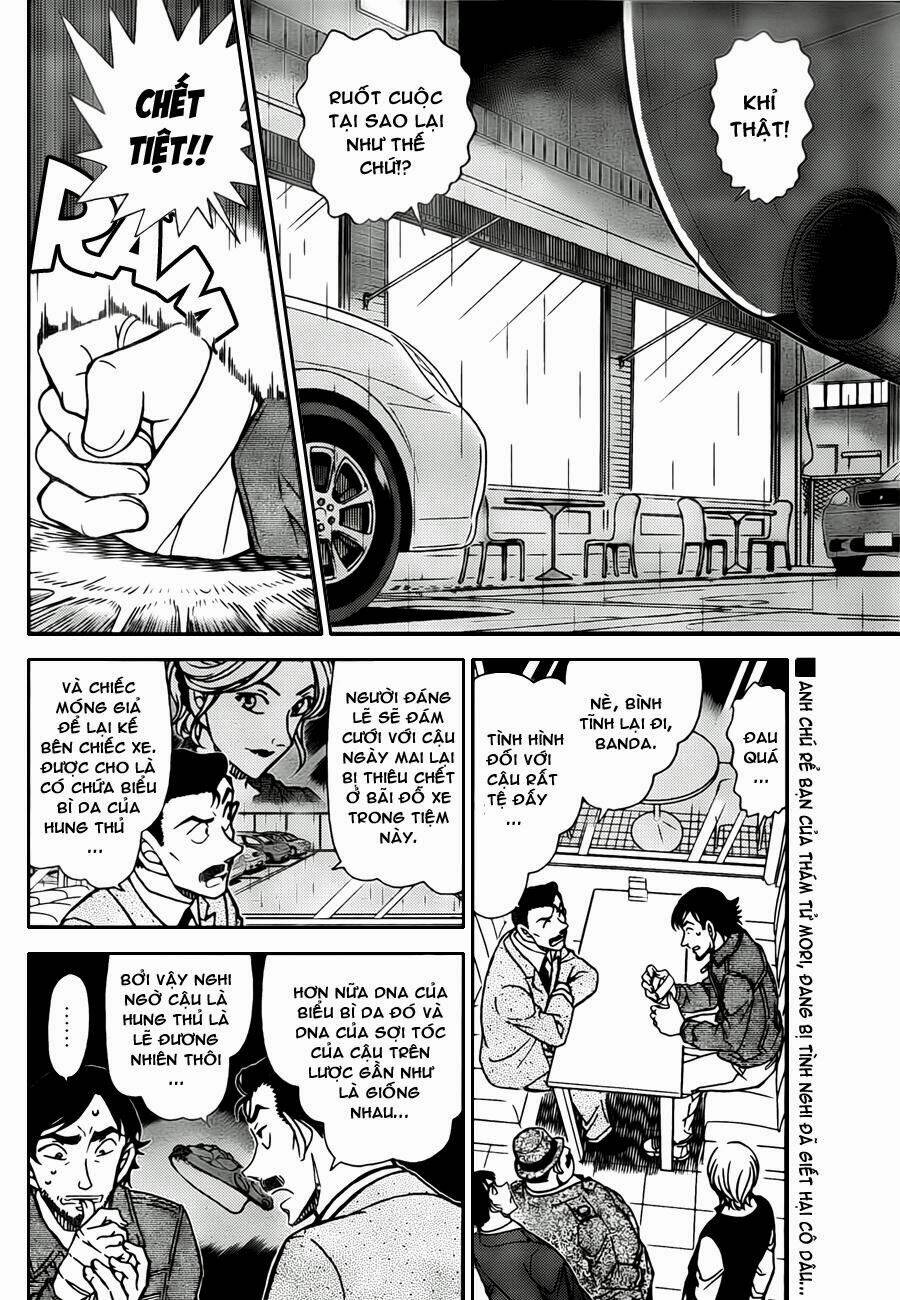 KHỈ
THẬT!
RUỐT CUỘC
TẠI SAO LẠI
NHƯ THẾ
CHỨ!?
CHẾT
TIỆT!!
RẦM
ANH CHÚ RỂ BẠN CỦA THÁM TỬ MORI, ĐANG BỊ TÌNH NGHI ĐÃ GIẾT HẠI CÔ DÂU...
ĐAU
QUÁ
...
NÈ, BÌNH
TĨNH LẠI ĐI,
BANDA.
TÌNH HÌNH
ĐỐI VỚI
CẬU RẤT
TỆ ĐẤY
...
NGƯỜI ĐÁNG
LẼ SẼ ĐÁM
CƯỚI VỚI CẬU
NGÀY MAI LẠI
BỊ THIÊU CHẾT
Ở BÃI ĐỖ XE
TRONG TIỆM
NÀY.
VÀ CHIẾC
MÓNG GIẢ
ĐỂ LẠI KẾ
BÊN CHIẾC XE.
ĐƯỢC CHO LÀ
CÓ CHỨA BIỂU
BÌ DA CỦA
HUNG THỦ
...
HƠN NỮA DNA CỦA
BIỂU BÌ DA ĐÓ VÀ
DNA CỦA SỢI TÓC
CỦA CẬU TRÊN
LƯỢC GẦN NHƯ
LÀ GIỐNG
NHAU...
BỞI VẬY NGHI
NGỜ CẬU LÀ
HUNG THỦ LÀ
LẼ ĐƯƠNG
NHIÊN THÔI
...
......